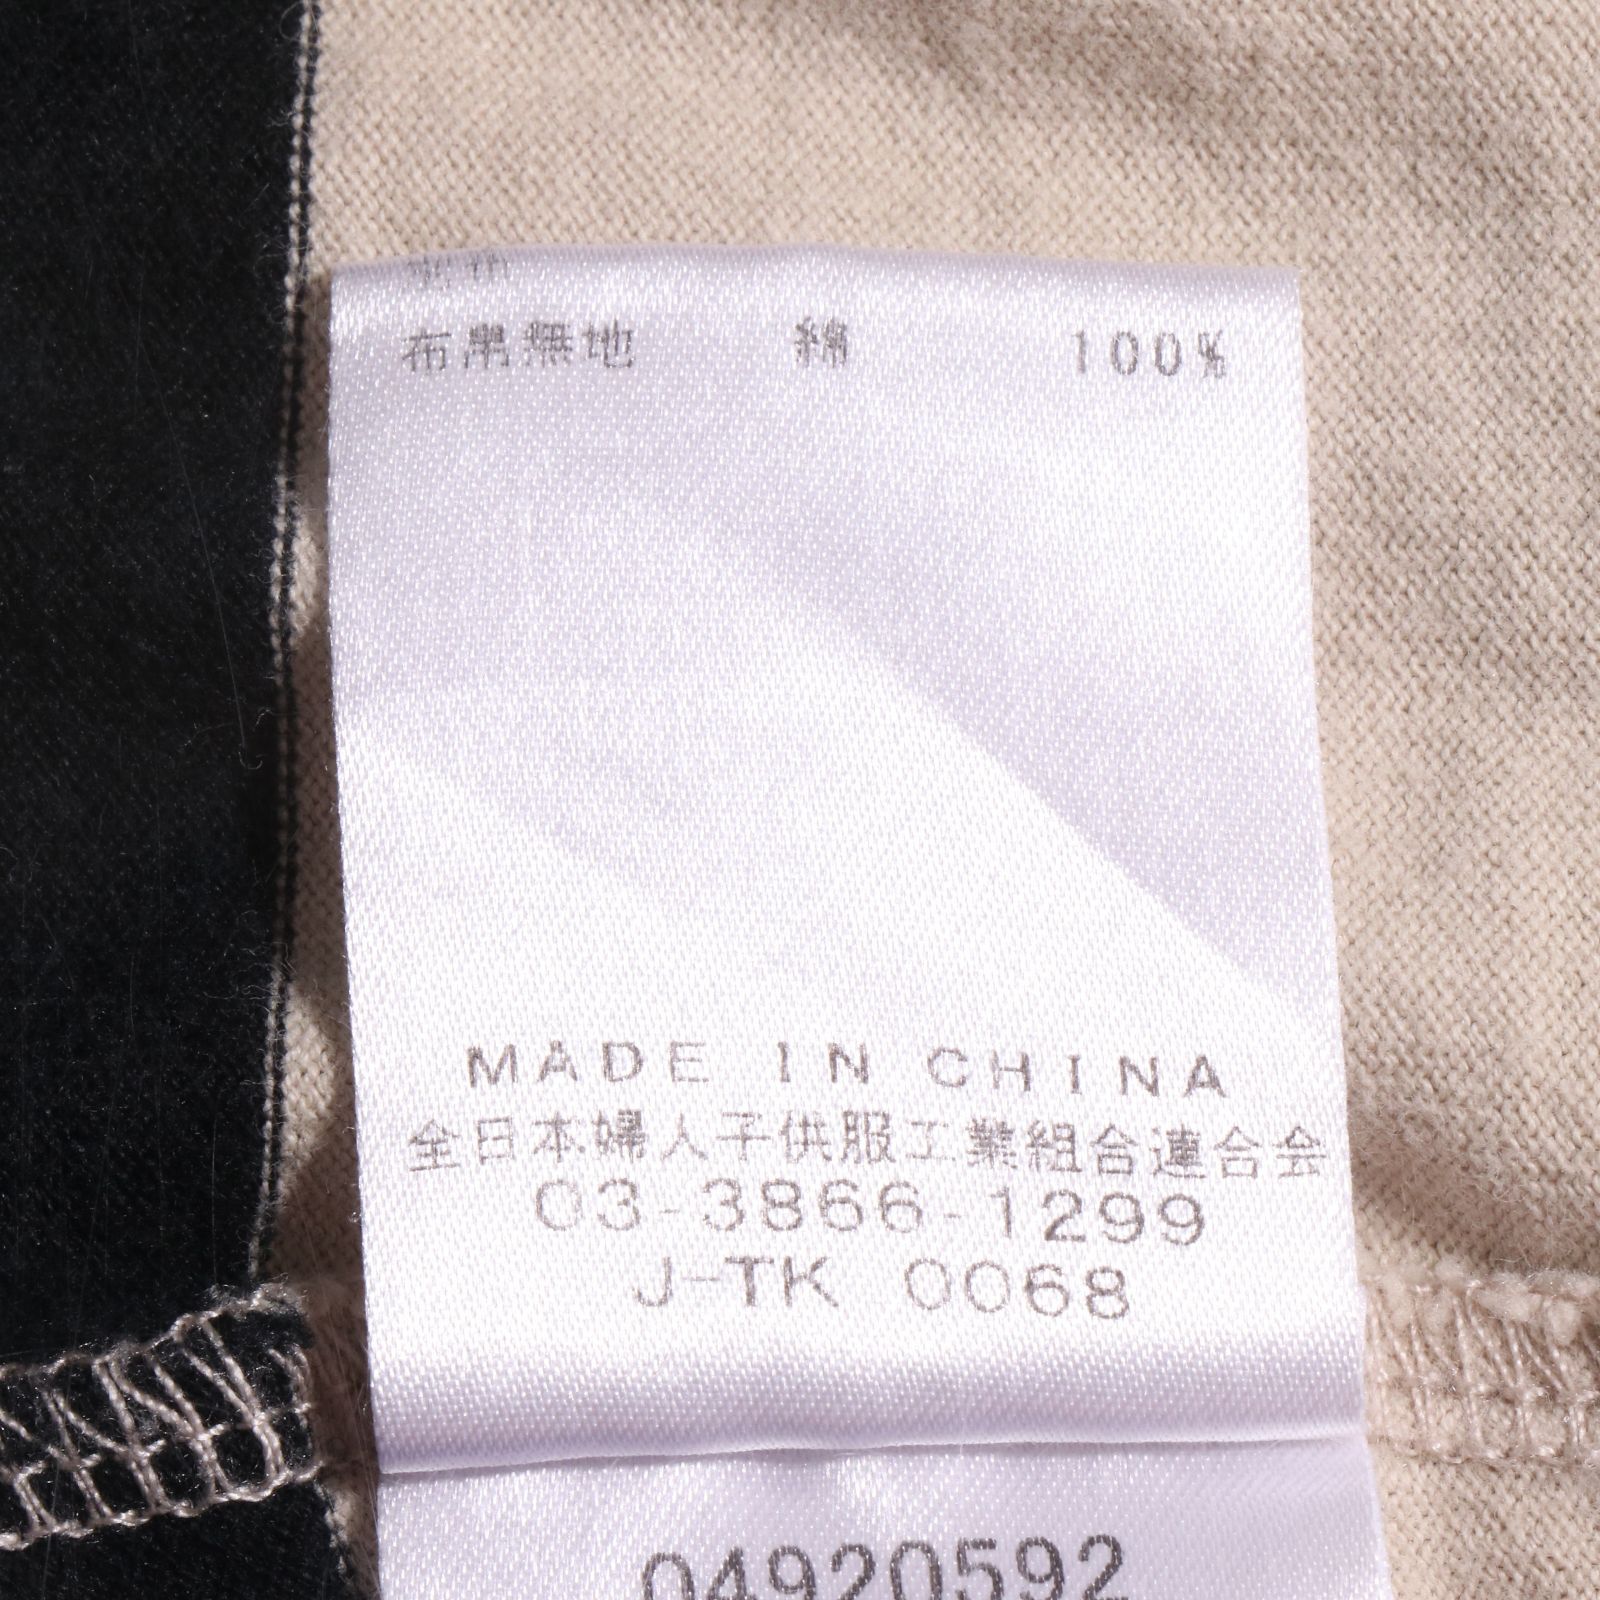 布帛無地 綿 100%
MADE IN CHINA
全日本婦人子供服工業組合連合会
03-3866-1299
J-TK 0068
04920592